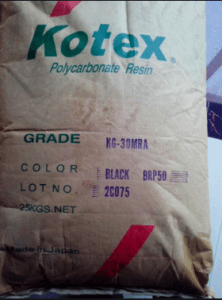 Kotex®
Polycarbonate Resin
GRADE KG-30MRA
COLOR BLACK BRP50
LOT NO. 2C075
25KGS.NET
Made in Japan